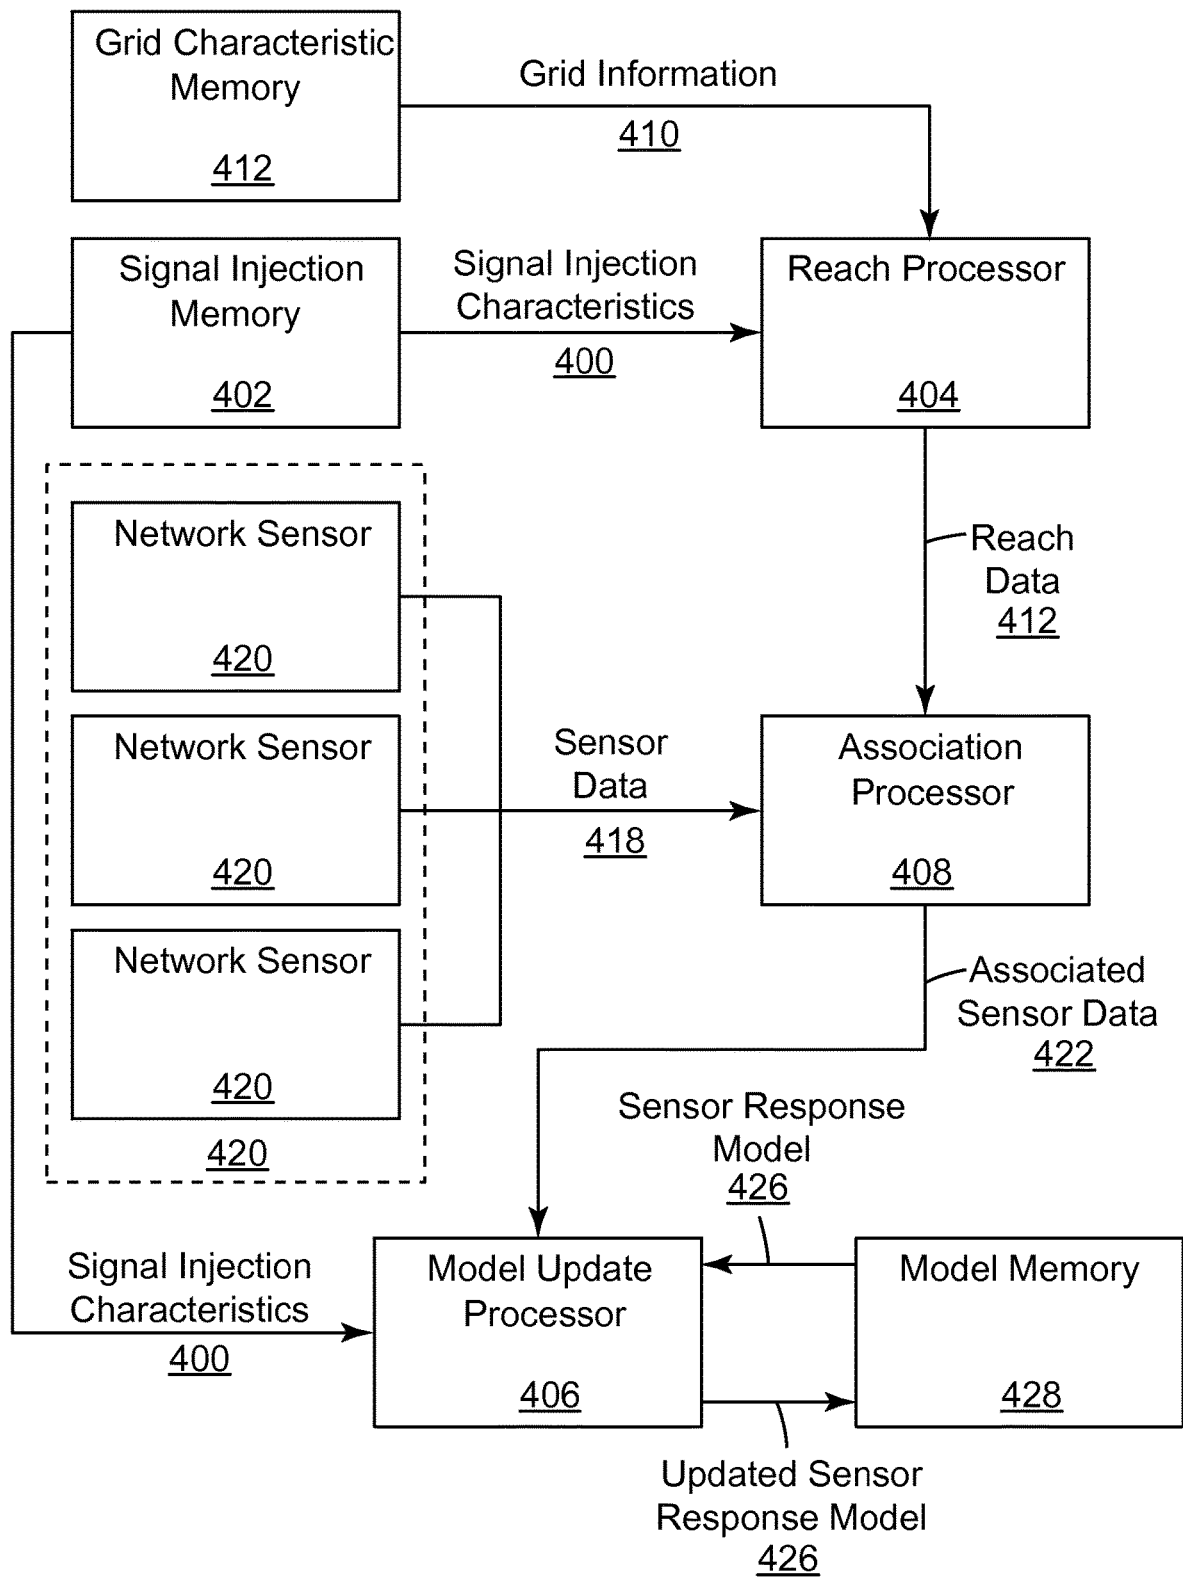 Grid Characteristic
Memory
412
Grid Information
410
Signal Injection
Memory
402
Signal Injection
Characteristics
400
Reach Processor
404
Reach
Data
412
Network Sensor
420
Network Sensor
420
Network Sensor
420
420
Sensor
Data
418
Association
Processor
408
Associated
Sensor Data
422
Sensor Response
Model
426
Signal Injection
Characteristics
400
Model Update
Processor
406
Model Memory
428
Updated Sensor
Response Model
426